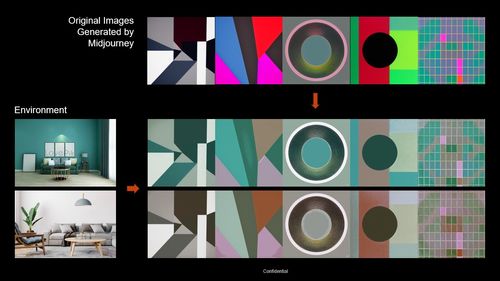 Original Images
Generated by
Midjourney
Environment
Confidential